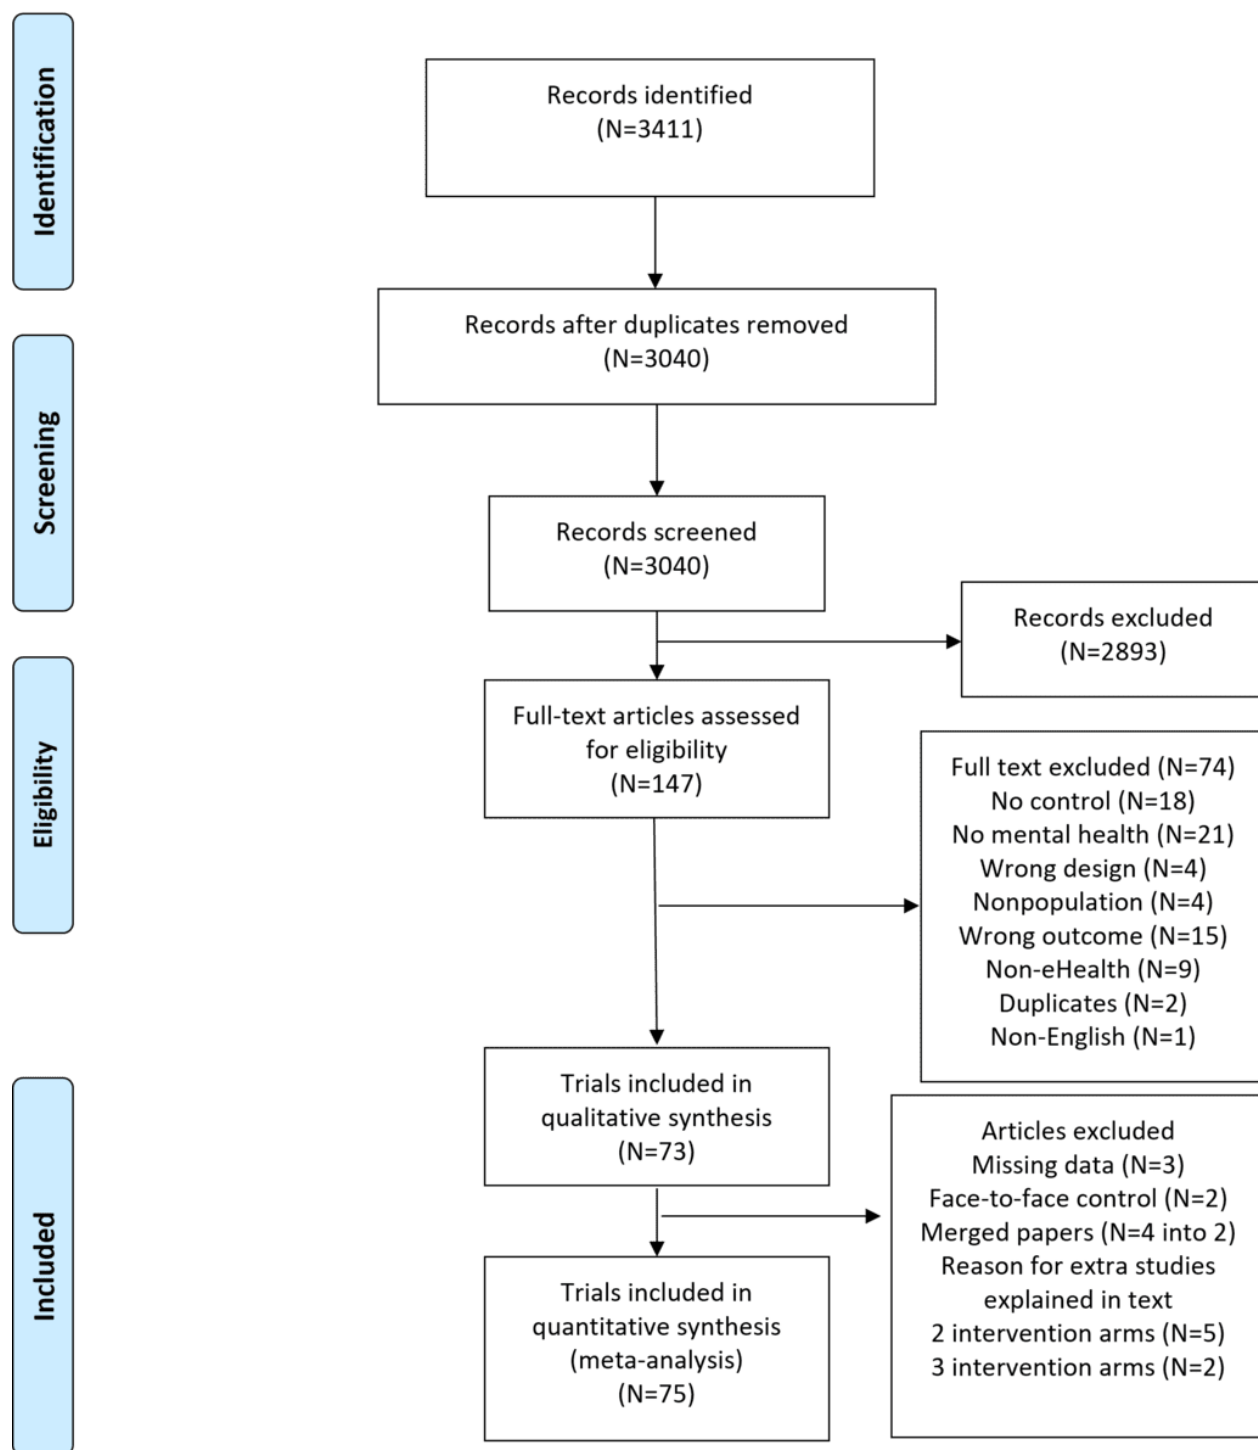 Identification
Records identified
(N=3411)
Records after duplicates removed
(N=3040)
Screening
Records screened
(N=3040)
Records excluded
(N=2893)
Eligibility
Full-text articles assessed
for eligibility
(N=147)
Full text excluded (N=74)
No control (N=18)
No mental health (N=21)
Wrong design (N=4)
Nonpopulation (N=4)
Wrong outcome (N=15)
Non-eHealth (N=9)
Duplicates (N=2)
Non-English (N=1)
Included
Trials included in
qualitative synthesis
(N=73)
Articles excluded
Missing data (N=3)
Face-to-face control (N=2)
Merged papers (N=4 into 2)
Reason for extra studies
explained in text
2 intervention arms (N=5)
3 intervention arms (N=2)
Trials included in
quantitative synthesis
(meta-analysis)
(N=75)